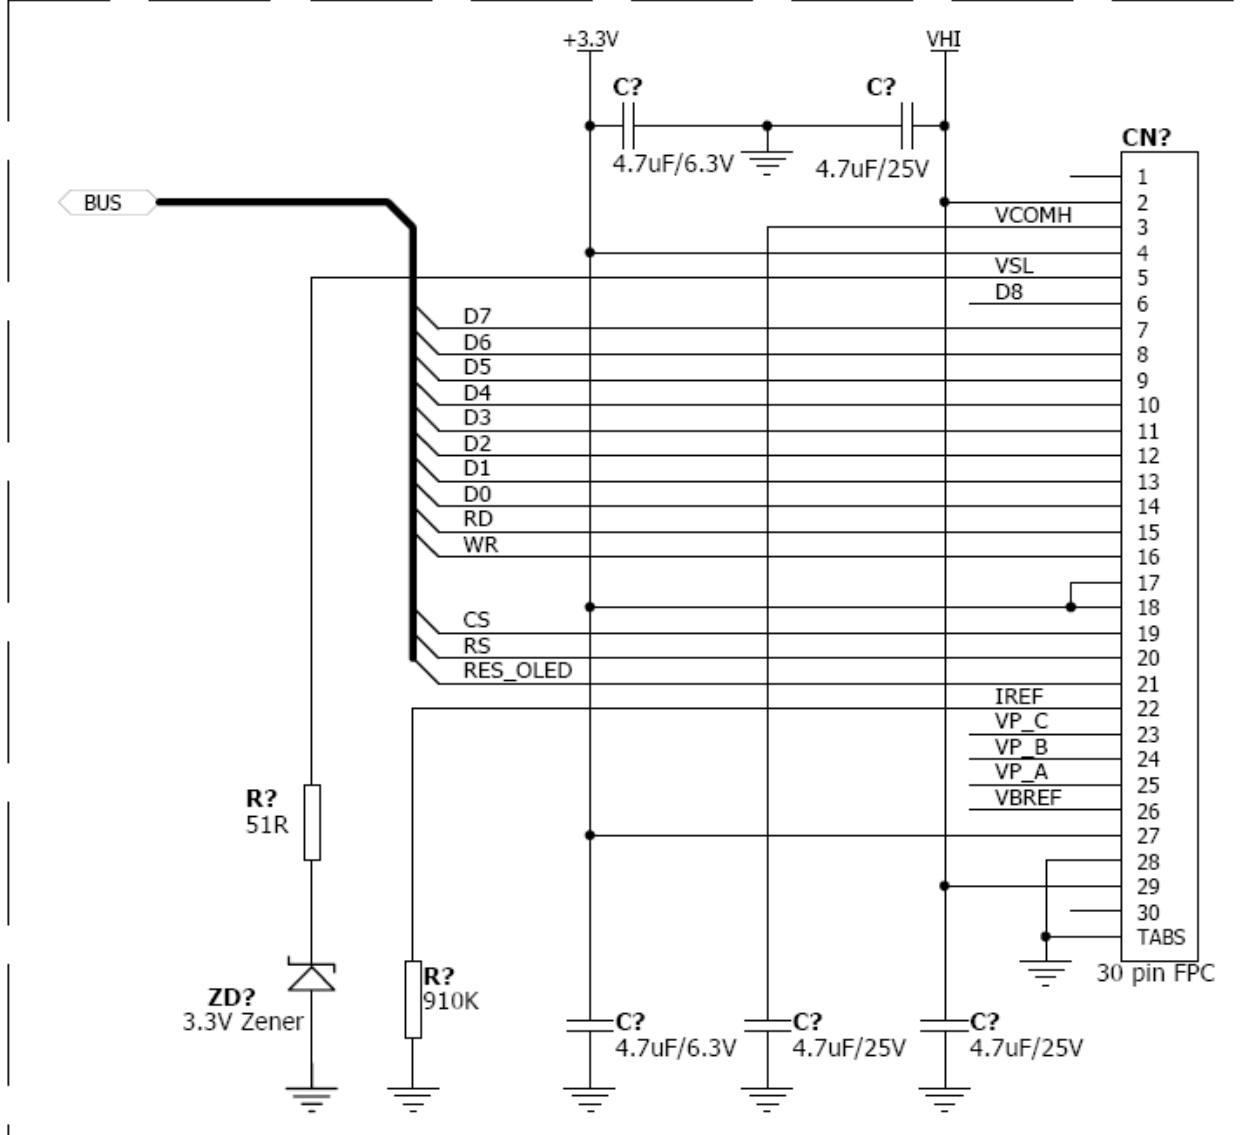 +3.3V
VHI
C?
C?
4.7uF/6.3V
4.7uF/25V
CN?
BUS
1
2
VCOMH
3
4
VSL
5
D8
6
D7
7
D6
8
D5
9
D4
10
D3
11
D2
12
D1
13
D0
14
RD
15
WR
16
17
18
CS
19
RS
20
RES_OLED
21
IREF
22
VP_C
23
VP_B
24
VP_A
25
VBREF
26
27
28
29
30
TABS
30 pin FPC
R?
51R
ZD?
3.3V Zener
R?
910K
C?
4.7uF/6.3V
C?
4.7uF/25V
C?
4.7uF/25V